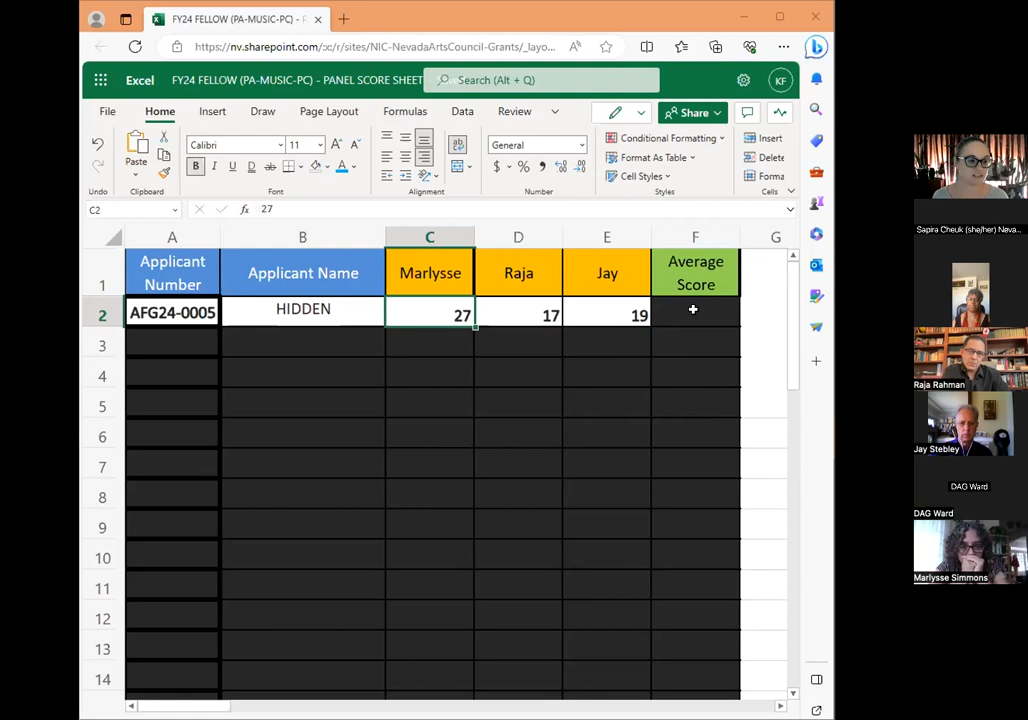 FY24 FELLOW (PA-MUSIC-PC) - P
https://nv.sharepoint.com/:x:/r/sites/NIC-NevadaArtsCouncil-Grants/_layo...
Excel
FY24 FELLOW (PA-MUSIC-PC) - PANEL SCORE SHEET
Search (Alt + Q)
KF
File
Home
Insert
Draw
Page Layout
Formulas
Data
Review
Share
Paste
Calibri
11
General
Conditional Formatting
Insert
Format As Table
Delete
Cell Styles
Forma
Undo
Clipboard
Font
Alignment
Number
Styles
Cells
C2
fx
27
A
B
C
D
E
F
G
1
Applicant Number
Applicant Name
Marlysse
Raja
Jay
Average Score
2
AFG24-0005
HIDDEN
27
17
19
3
4
5
6
7
8
9
10
11
12
13
14
Sapira Cheuk (she/her) Neva...
Raja Rahman
Jay Stebley
DAG Ward
DAG Ward
Marlysse Simmons